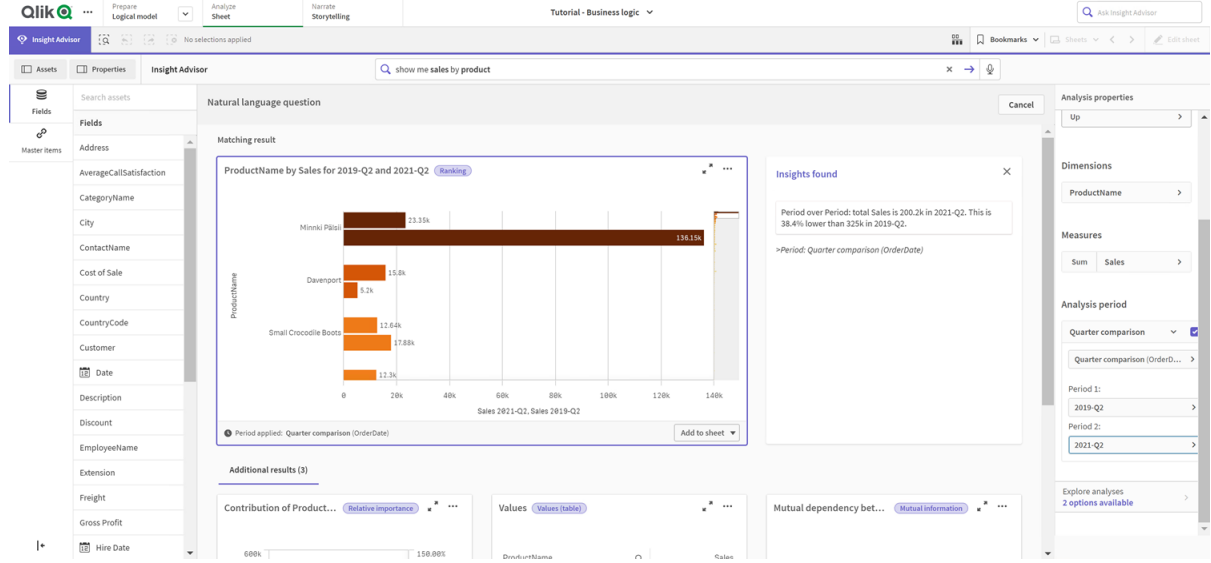 Qlik
Prepare
Logical model
Analyze
Sheet
Narrate
Storytelling
Tutorial - Business logic
Ask Insight Advisor
Insight Advisor
No selections applied
Bookmarks
Sheets
Edit sheet
Assets
Properties
Insight Advisor
show me sales by product
Fields
Master items
Search assets
Fields
Address
AverageCallSatisfaction
CategoryName
City
ContactName
Cost of Sale
Country
CountryCode
Customer
Date
Description
Discount
EmployeeName
Extension
Freight
Gross Profit
Hire Date
Natural language question
Cancel
Matching result
ProductName by Sales for 2019-Q2 and 2021-Q2 Ranking
ProductName
Minnki Pälsii
23.35k
136.15k
Davenport
15.8k
5.2k
Small Crocodile Boots
12.64k
17.88k
12.3k
0 20k 40k 60k 80k 100k 120k 140k
Sales 2021-Q2, Sales 2019-Q2
Period applied: Quarter comparison (OrderDate)
Add to sheet
Insights found
Period over Period: total Sales is 200.2k in 2021-Q2. This is
38.4% lower than 325k in 2019-Q2.
>Period: Quarter comparison (OrderDate)
Additional results (3)
Contribution of Product... Relative importance
600k 150.00%
Values Values (table)
ProductName Sales
Mutual dependency bet... Mutual information
Analysis properties
Up
Dimensions
ProductName
Measures
Sum Sales
Analysis period
Quarter comparison
Quarter comparison (OrderD...
Period 1:
2019-Q2
Period 2:
2021-Q2
Explore analyses
2 options available